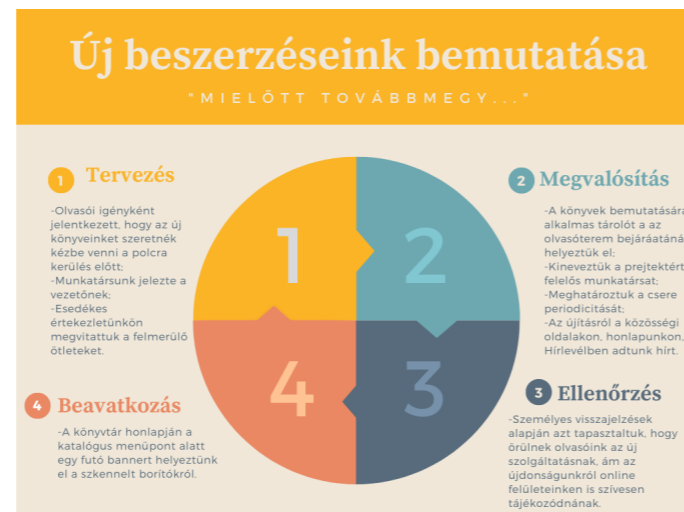 Új beszerzéseink bemutatása
"MIELŐTT TOVÁBBMEGY..."
1 Tervezés
-Olvasói igényként
jelentkezett, hogy az új
könyveinket szeretnék
kézbe venni a polcra
kerülés előtt;
-Munkatársunk jelezte a
vezetőnek;
-Esedékes
értekezletünkön
megvitattuk a felmerülő
ötleteket.
2 Megvalósítás
-A könyvek bemutatására
alkalmas tárolót a az
olvasóterem bejáratáná
helyeztük el;
-Kineveztük a prejtektért
felelős munkatársat;
-Meghatároztuk a csere
periodicitását;
-Az újításról a közösségi
oldalakon, honlapunkon,
Hírlevélben adtunk hírt.
1
2
4
3
3 Ellenőrzés
-Személyes visszajelzések
alapján azt tapasztaltuk, hogy
örülnek olvasóink az új
szolgáltatásnak, ám az
újdonságunkról online
felületeinken is szívesen
tájékozódnának.
4 Beavatkozás
-A könyvtár honlapján a
katalógus menüpont alatt
egy futó bannert helyeztünk
el a szkennelt borítókról.